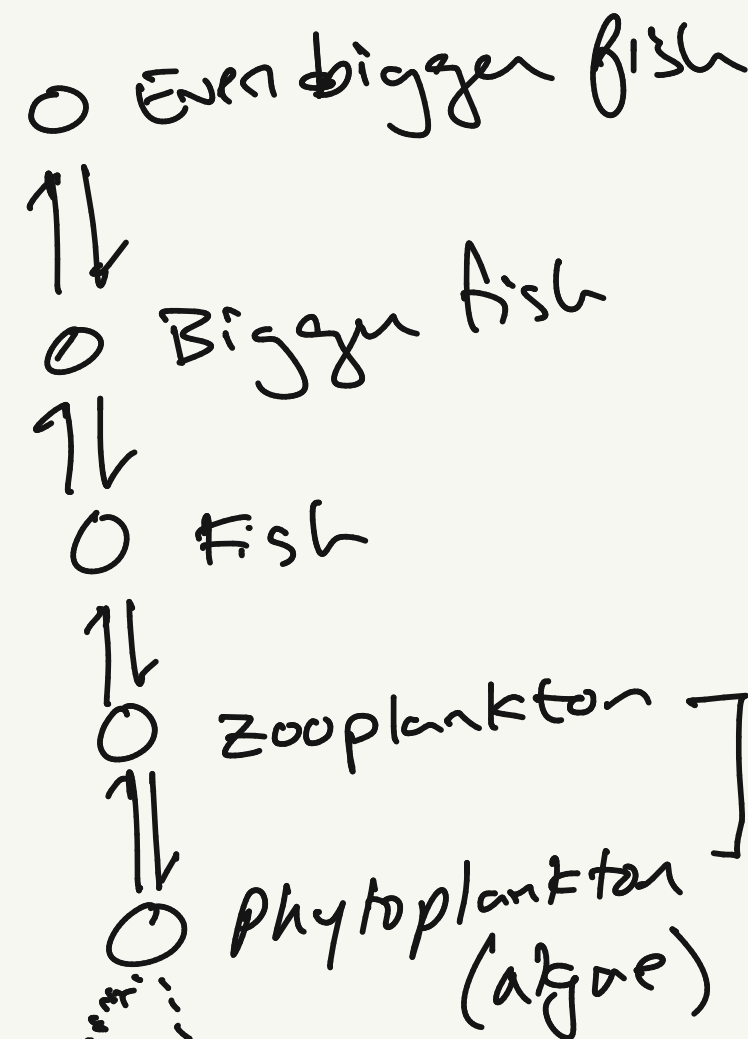 Even bigger fish
Bigger fish
Fish
Zooplankton
Phytoplankton
(algae)